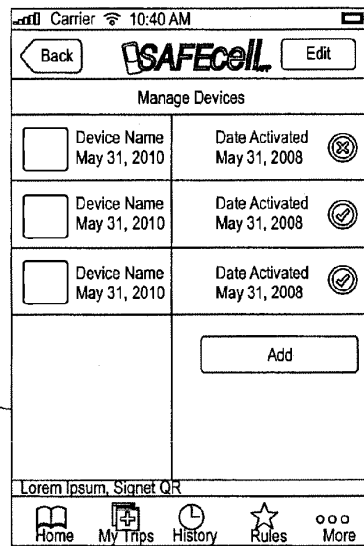 Carrier 10:40 AM
Back SAFEcell Edit
Manage Devices
Device Name Date Activated
May 31, 2010 May 31, 2008
Device Name Date Activated
May 31, 2010 May 31, 2008
Device Name Date Activated
May 31, 2010 May 31, 2008
Add
Lorem Ipsum, Signet QR
Home My Trips History Rules More